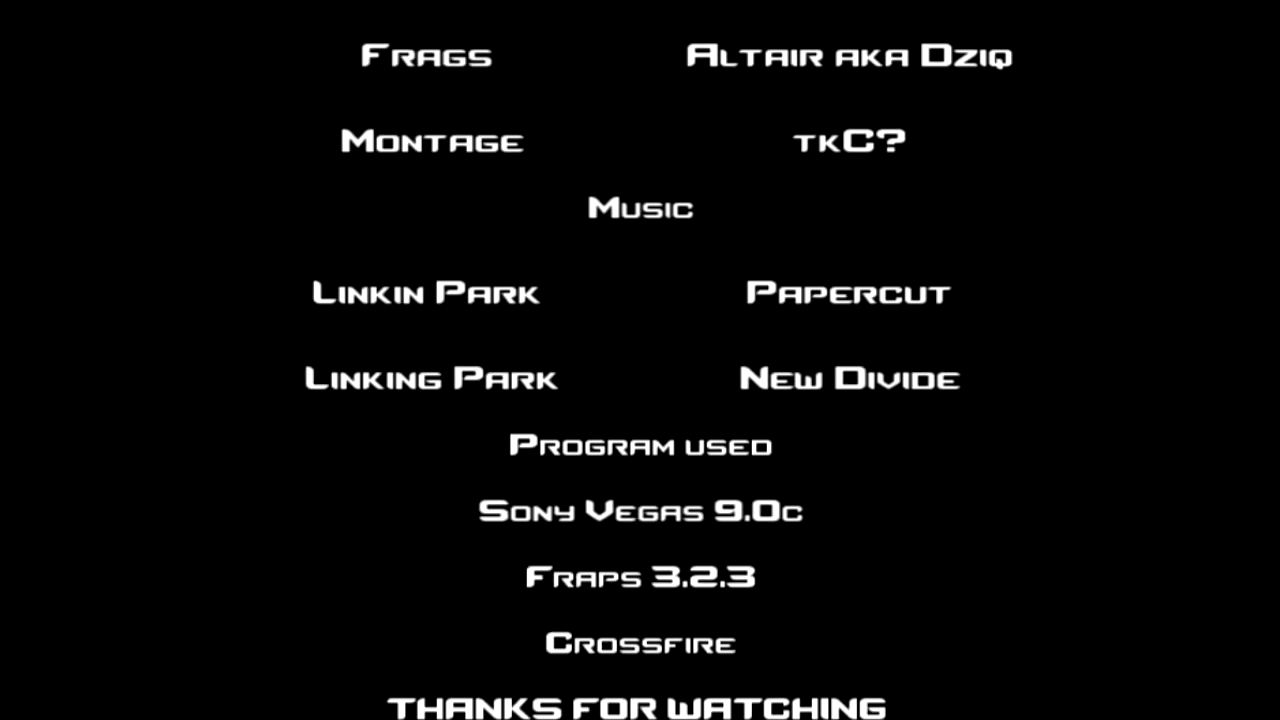 Frags Altair aka Dziq
Montage tkC?
Music
Linkin Park Papercut
Linking Park New Divide
Program used
Sony Vegas 9.0c
Fraps 3.2.3
Crossfire
THANKS FOR WATCHING